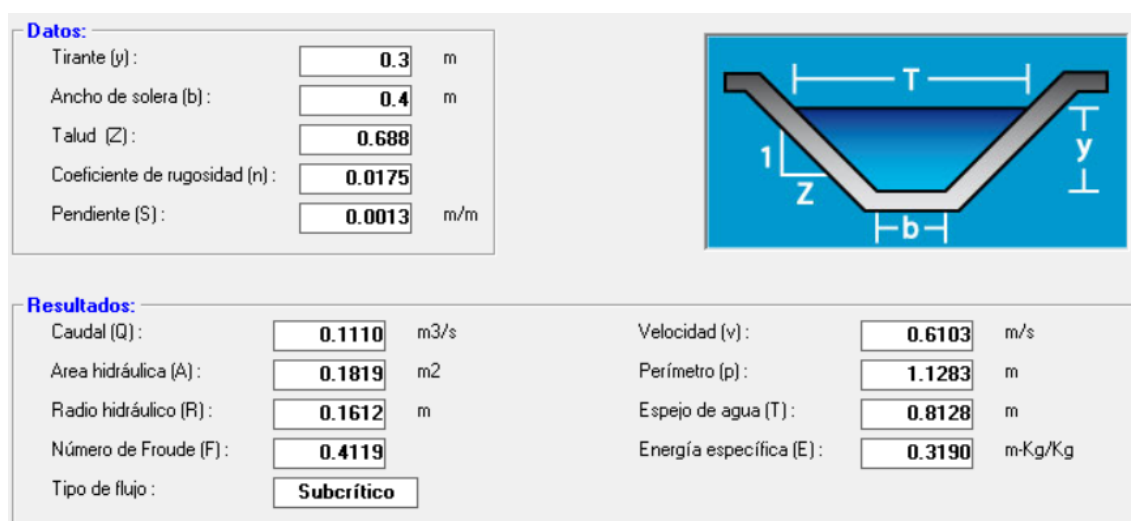 Datos:
Tirante (y) : 0.3 m
Ancho de solera (b) : 0.4 m
Talud (Z) : 0.688
Coeficiente de rugosidad (n) : 0.0175
Pendiente (S) : 0.0013 m/m
T
1
Z
y
b
Resultados:
Caudal (Q) : 0.1110 m3/s Velocidad (v) : 0.6103 m/s
Area hidráulica (A) : 0.1819 m2 Perímetro (p) : 1.1283 m
Radio hidráulico (R) : 0.1612 m Espejo de agua (T) : 0.8128 m
Número de Froude (F) : 0.4119 Energía específica (E) : 0.3190 m-Kg/Kg
Tipo de flujo : Subcrítico